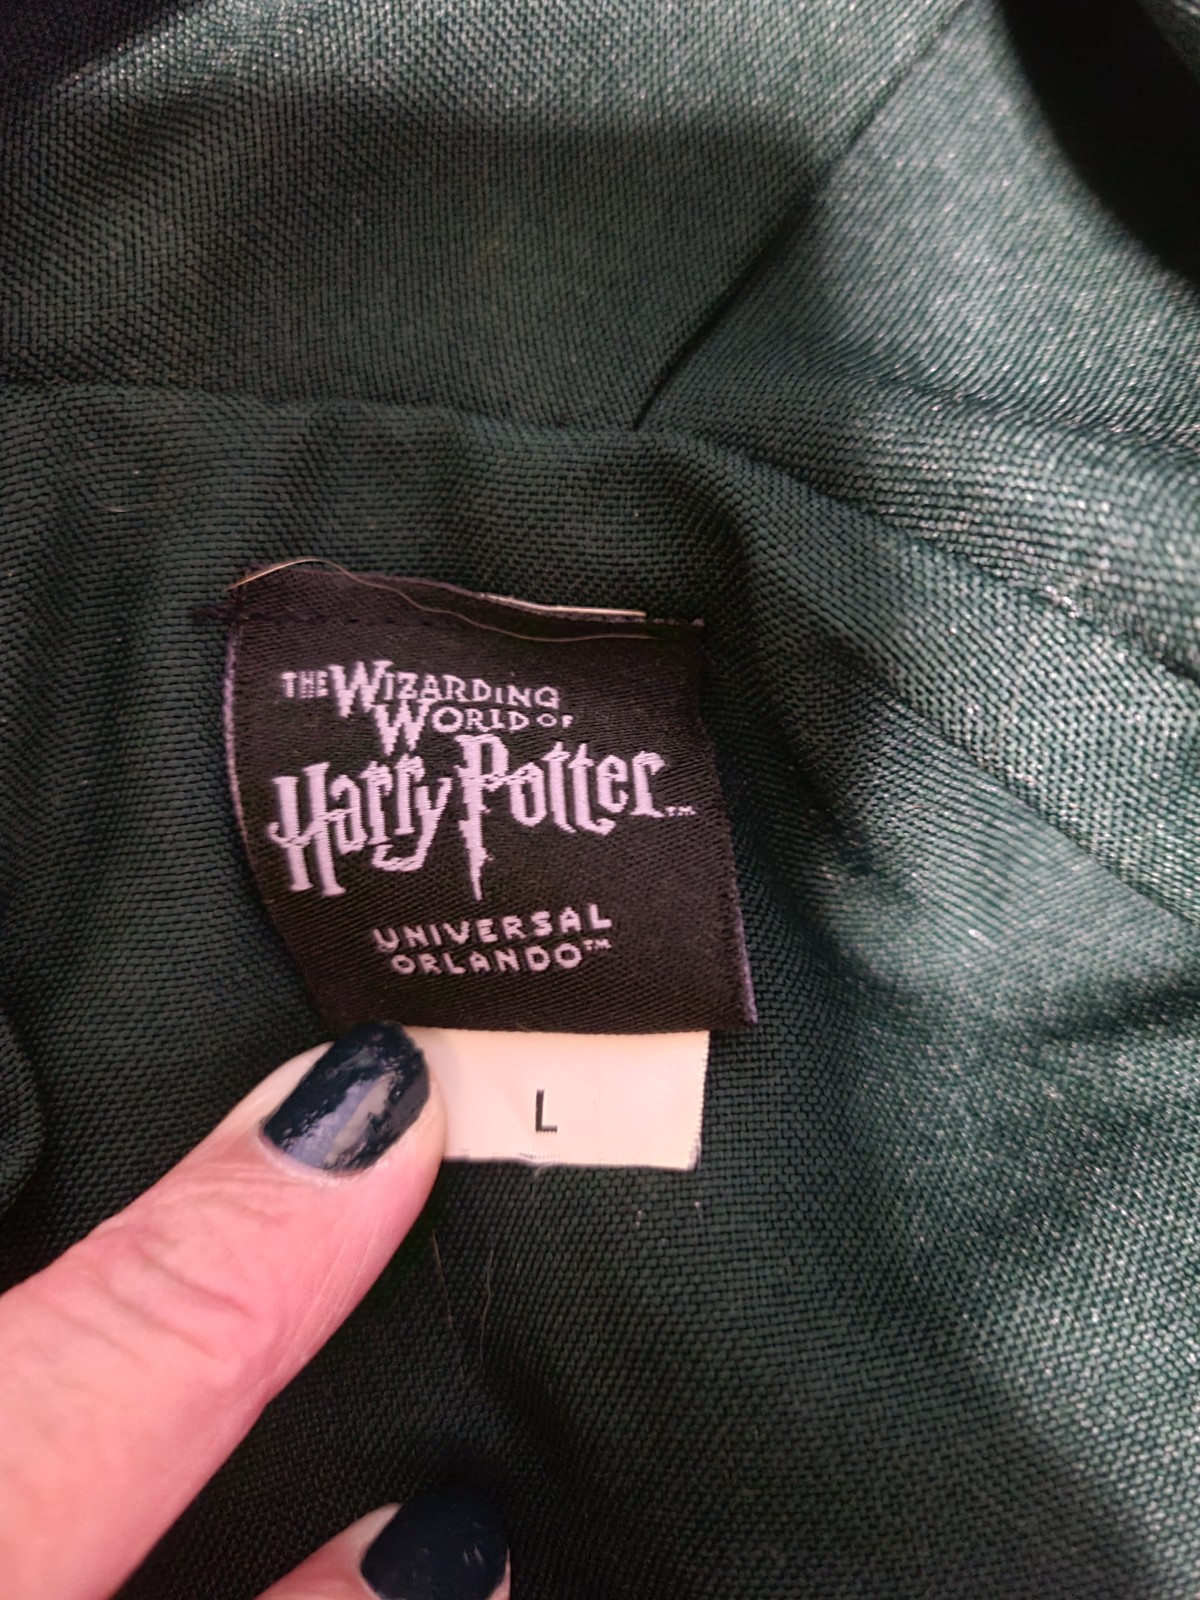 THE WIZARDING
WORLD OF
Harry Potter™
UNIVERSAL
ORLANDO™
L